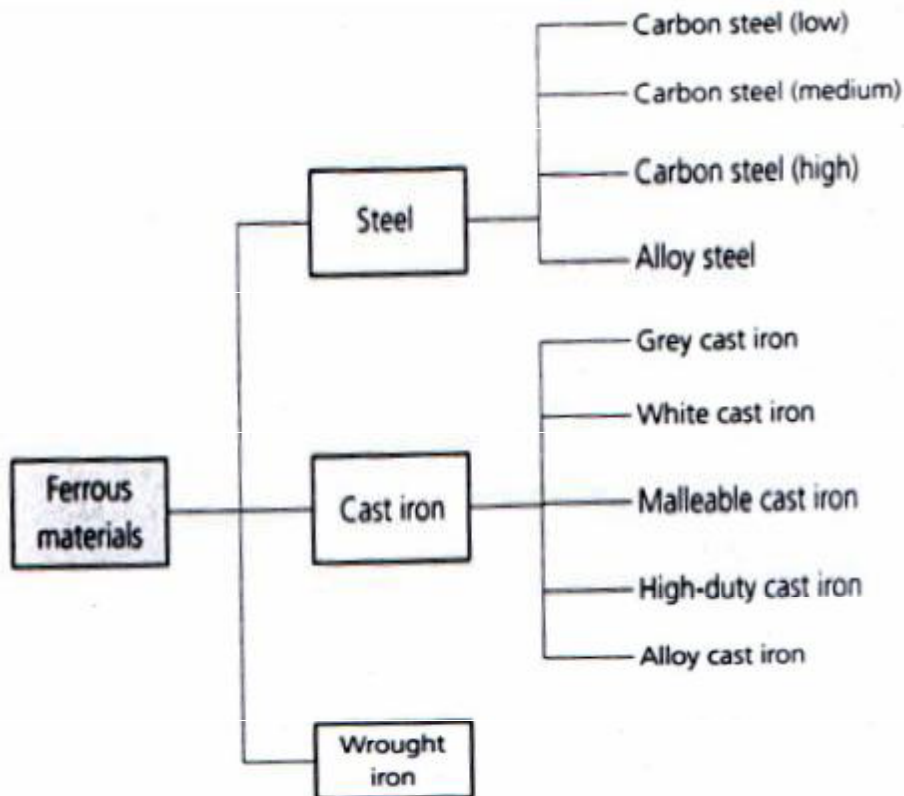 Carbon steel (low)
Carbon steel (medium)
Carbon steel (high)
Alloy steel
Steel
Grey cast iron
White cast iron
Malleable cast iron
High-duty cast iron
Alloy cast iron
Cast iron
Ferrous
materials
Wrought
iron